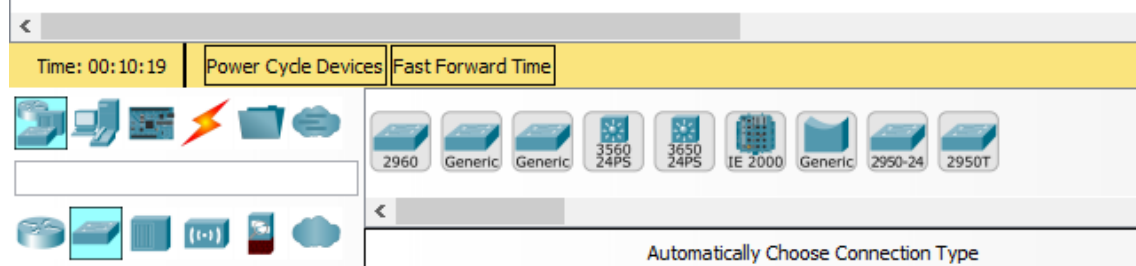 Time: 00:10:19 Power Cycle Devices Fast Forward Time
2960 Generic Generic 3560 24PS 3650 24PS IE 2000 Generic 2950-24 2950T
Automatically Choose Connection Type